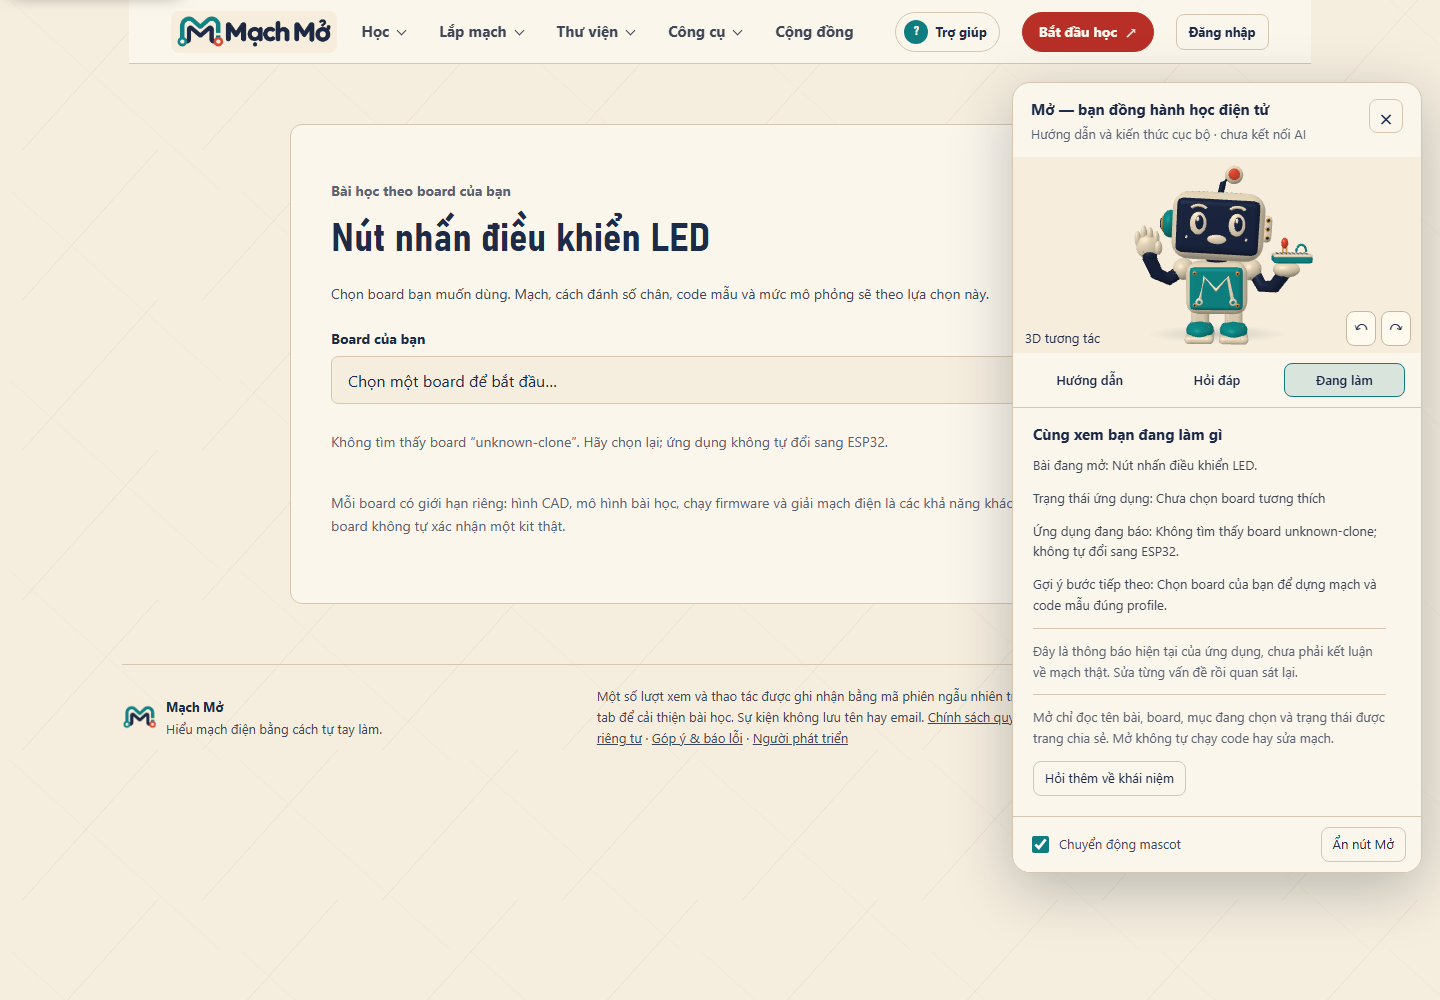 Mạch Mở
Học
Lắp mạch
Thư viện
Công cụ
Cộng đồng
? Trợ giúp
Bắt đầu học ↗
Đăng nhập
Bài học theo board của bạn
Nút nhấn điều khiển LED
Chọn board bạn muốn dùng. Mạch, cách đánh số chân, code mẫu và mức mô phỏng sẽ theo lựa chọn này.
Board của bạn
Chọn một board để bắt đầu...
Không tìm thấy board “unknown-clone”. Hãy chọn lại; ứng dụng không tự đổi sang ESP32.
Mỗi board có giới hạn riêng: hình CAD, mô hình bài học, chạy firmware và giải mạch điện là các khả năng khác
board không tự xác nhận một kit thật.
Mở — bạn đồng hành học điện tử
Hướng dẫn và kiến thức cục bộ · chưa kết nối AI
3D tương tác
Hướng dẫn
Hỏi đáp
Đang làm
Cùng xem bạn đang làm gì
Bài đang mở: Nút nhấn điều khiển LED.
Trạng thái ứng dụng: Chưa chọn board tương thích
Ứng dụng đang báo: Không tìm thấy board unknown-clone;
không tự đổi sang ESP32.
Gợi ý bước tiếp theo: Chọn board của bạn để dựng mạch và
code mẫu đúng profile.
Đây là thông báo hiện tại của ứng dụng, chưa phải kết luận
về mạch thật. Sửa từng vấn đề rồi quan sát lại.
Mở chỉ đọc tên bài, board, mục đang chọn và trạng thái được
trang chia sẻ. Mở không tự chạy code hay sửa mạch.
Hỏi thêm về khái niệm
Chuyển động mascot
Ẩn nút Mở
Mạch Mở
Hiểu mạch điện bằng cách tự tay làm.
Một số lượt xem và thao tác được ghi nhận bằng mã phiên ngẫu nhiên
tab để cải thiện bài học. Sự kiện không lưu tên hay email. Chính sách
riêng tư · Góp ý & báo lỗi · Người phát triển